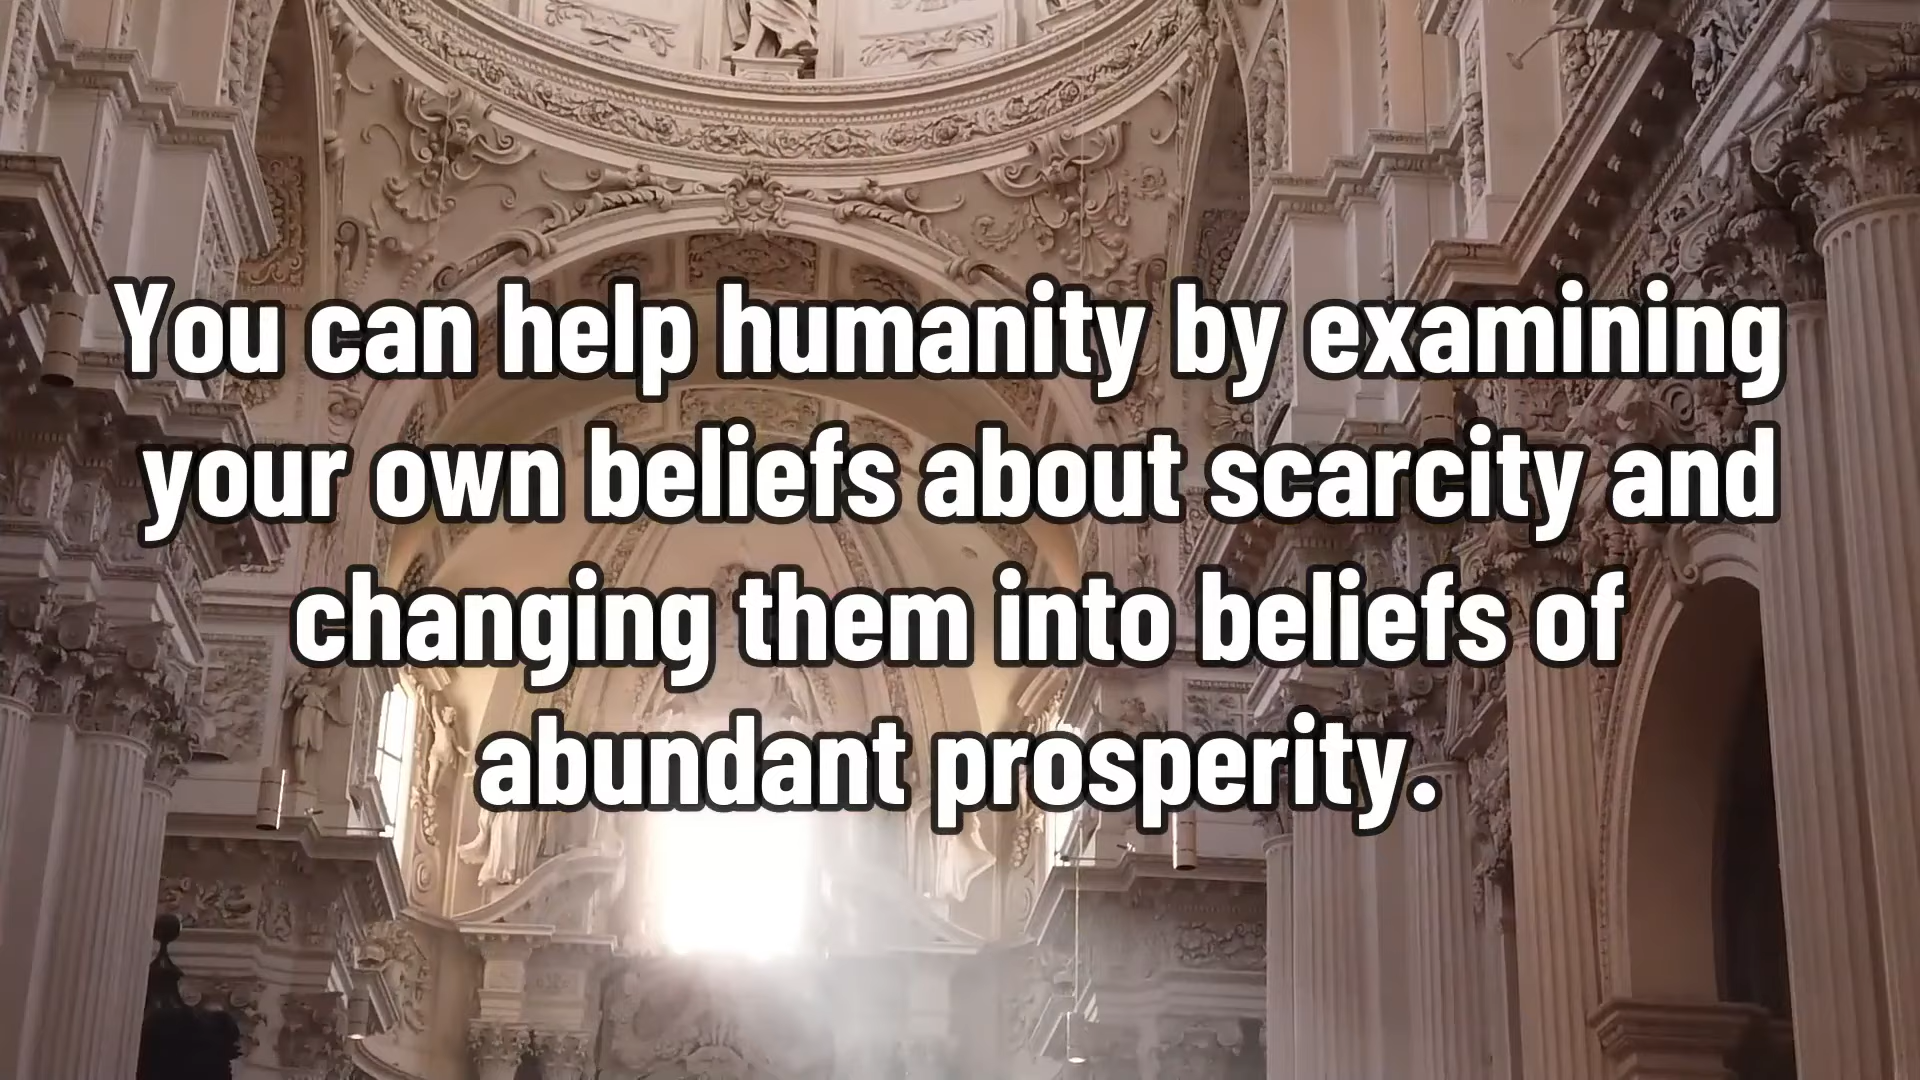 You can help humanity by examining
your own beliefs about scarcity and
changing them into beliefs of
abundant prosperity.